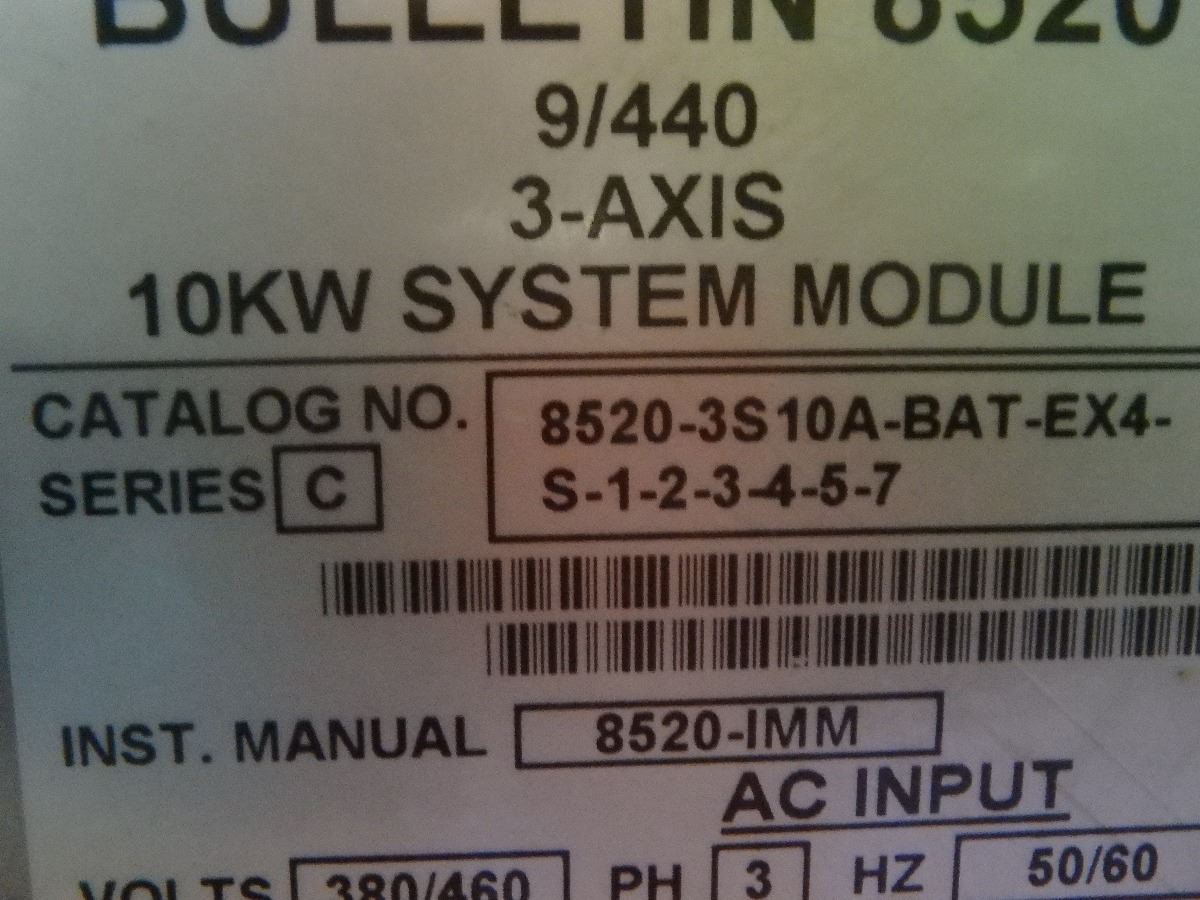 BULLETIN 8520
9/440
3-AXIS
10KW SYSTEM MODULE
CATALOG NO. 8520-3S10A-BAT-EX4-
SERIES C S-1-2-3-4-5-7
INST. MANUAL 8520-IMM
AC INPUT
VOLTS 380/460 PH 3 HZ 50/60